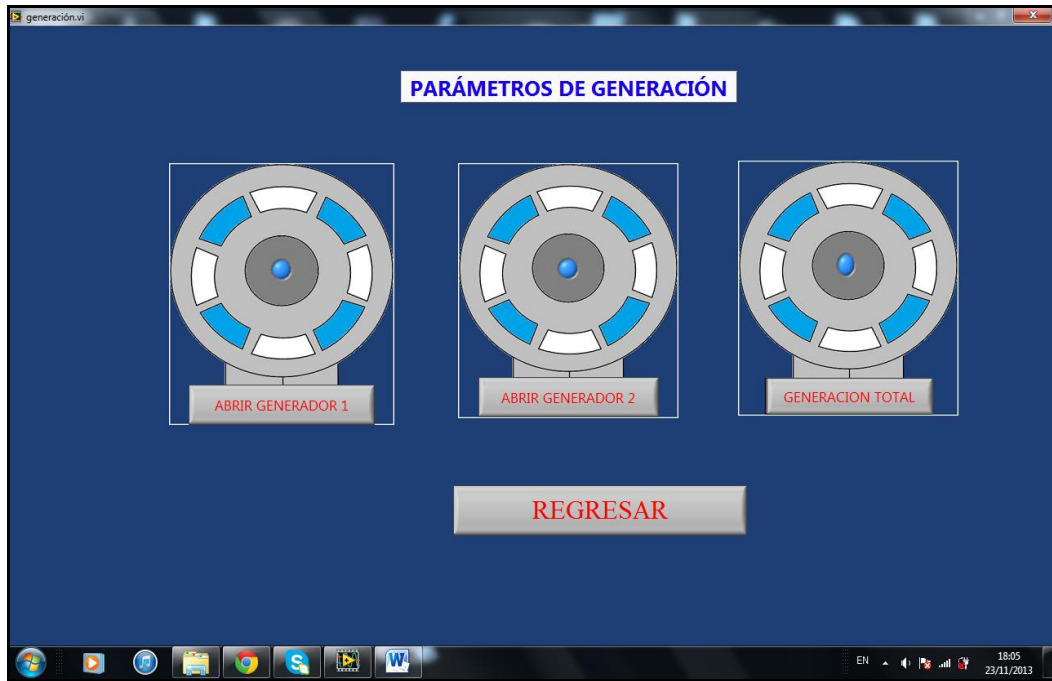 generación.vi
PARÁMETROS DE GENERACIÓN
ABRIR GENERADOR 1
ABRIR GENERADOR 2
GENERACION TOTAL
REGRESAR
EN
18:05
23/11/2013